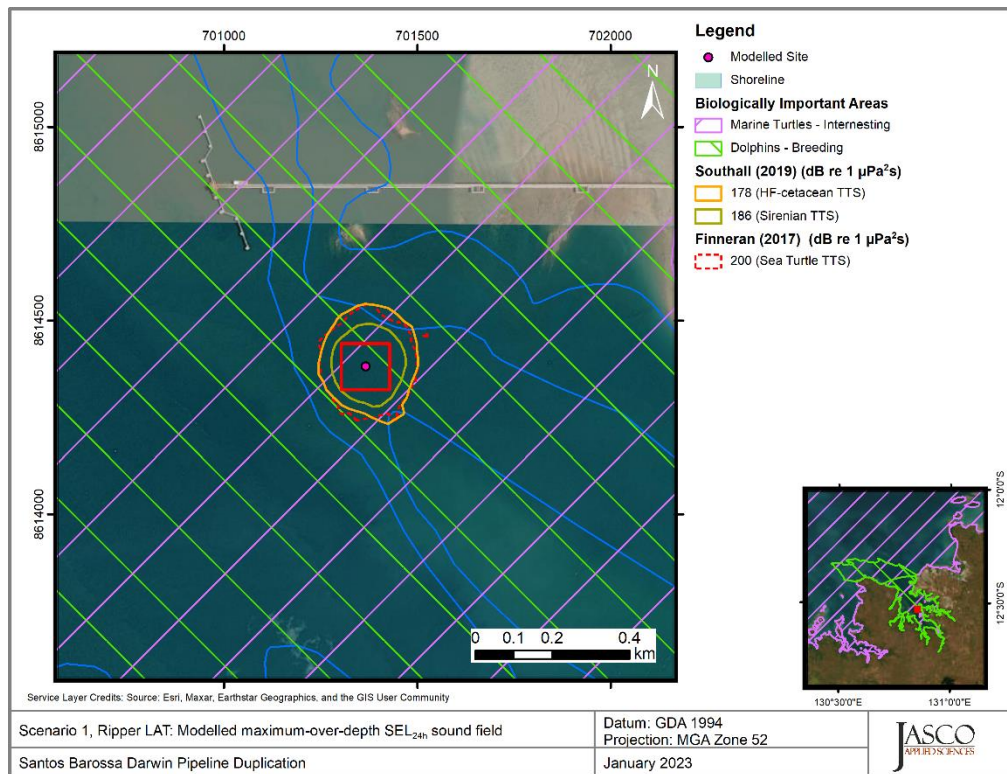 701000
701500
702000
8615000
8614500
8614000
N
0 0.1 0.2 0.4
km
Service Layer Credits: Source: Esri, Maxar, Earthstar Geographics, and the GIS User Community
Legend
Modelled Site
Shoreline
Biologically Important Areas
Marine Turtles - Internesting
Dolphins - Breeding
Southall (2019) (dB re 1 µPa²s)
178 (HF-cetacean TTS)
186 (Sirenian TTS)
Finneran (2017) (dB re 1 µPa²s)
200 (Sea Turtle TTS)
12°0'S
12°30'S
130°30'E
131°0'E
Scenario 1, Ripper LAT: Modelled maximum-over-depth SEL24h sound field
Santos Barossa Darwin Pipeline Duplication
Datum: GDA 1994
Projection: MGA Zone 52
January 2023
JASCO
APPLIED SCIENCES